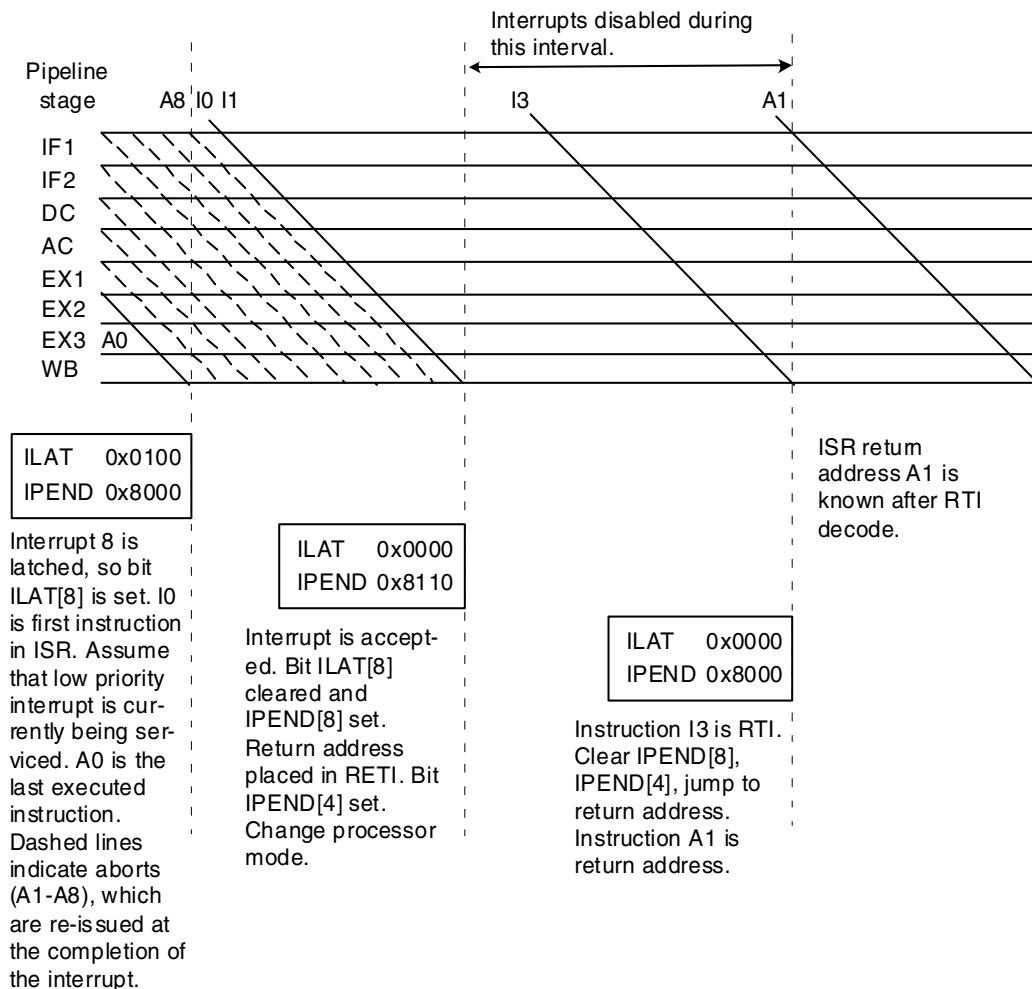 Interrupts disabled during
this interval.
Pipeline
stage
A8 I0 I1
I3
A1
IF1
IF2
DC
AC
EX1
EX2
EX3 A0
WB
ILAT 0x0100
IPEND 0x8000
Interrupt 8 is
latched, so bit
ILAT[8] is set. I0
is first instruction
in ISR. Assume
that low priority
interrupt is cur-
rently being ser-
viced. A0 is the
last executed
instruction.
Dashed lines
indicate aborts
(A1-A8), which
are re-issued at
the completion of
the interrupt.
ILAT 0x0000
IPEND 0x8110
Interrupt is accept-
ed. Bit ILAT[8]
cleared and
IPEND[8] set.
Return address
placed in RETI. Bit
IPEND[4] set.
Change processor
mode.
ILAT 0x0000
IPEND 0x8000
Instruction I3 is RTI.
Clear IPEND[8],
IPEND[4], jump to
return address.
Instruction A1 is
return address.
ISR return
address A1 is
known after RTI
decode.